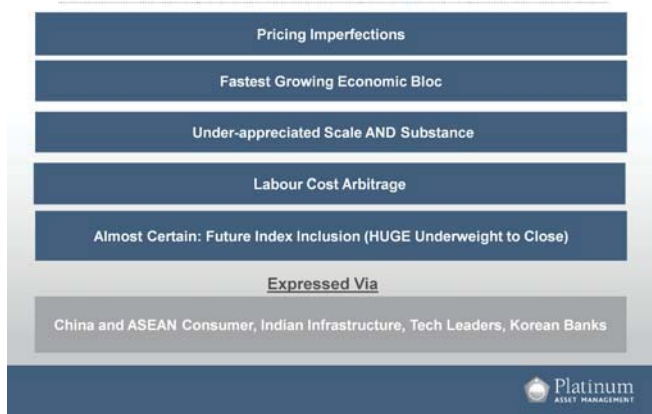 Pricing Imperfections
Fastest Growing Economic Bloc
Under-appreciated Scale AND Substance
Labour Cost Arbitrage
Almost Certain: Future Index Inclusion (HUGE Underweight to Close)
Expressed Via
China and ASEAN Consumer, Indian Infrastructure, Tech Leaders, Korean Banks
Platinum
ASSET MANAGEMENT